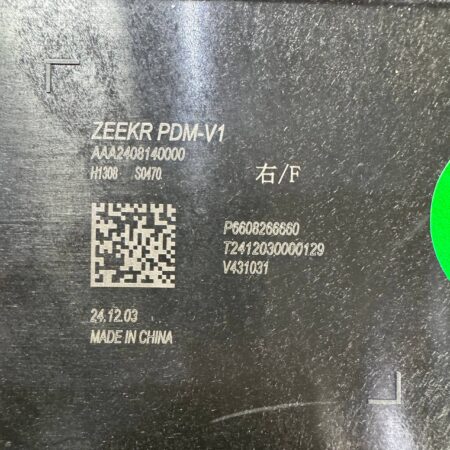 ZEEKR PDM-V1
AAA2408140000
H1308 S0470
右/F
P6608266660
T2412030000129
V431031
24.12.03
MADE IN CHINA